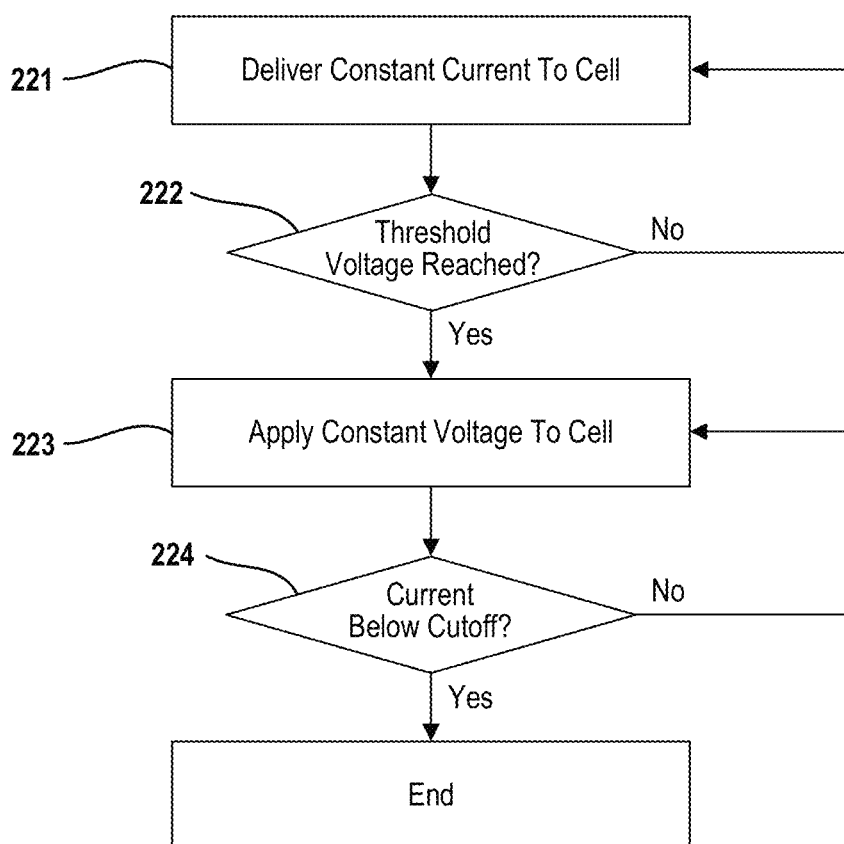 221
Deliver Constant Current To Cell
222
Threshold
Voltage Reached?
No
Yes
223
Apply Constant Voltage To Cell
224
Current
Below Cutoff?
No
Yes
End